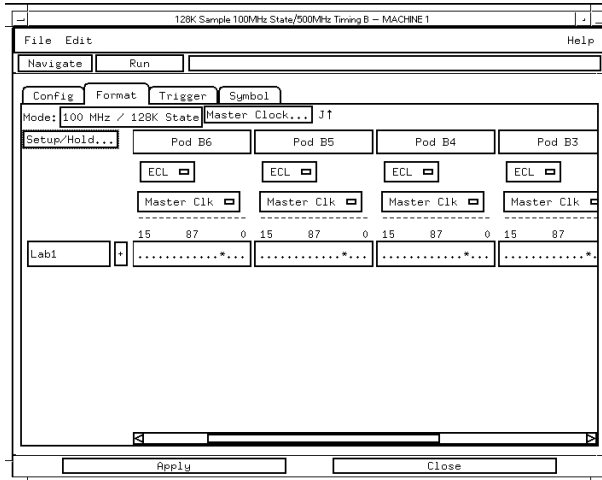 128K Sample 100MHz State/500MHz Timing B – MACHINE 1
File Edit Help
Navigate Run
Config Format Trigger Symbol
Mode: 100 MHz / 128K State Master Clock... J↑
Setup/Hold... Pod B6 Pod B5 Pod B4 Pod B3
ECL ECL ECL ECL
Master Clk Master Clk Master Clk Master Clk
15 87 0 15 87 0 15 87 0 15 87
Lab1 + ............*... ............*... ............*... ............*.
Apply Close